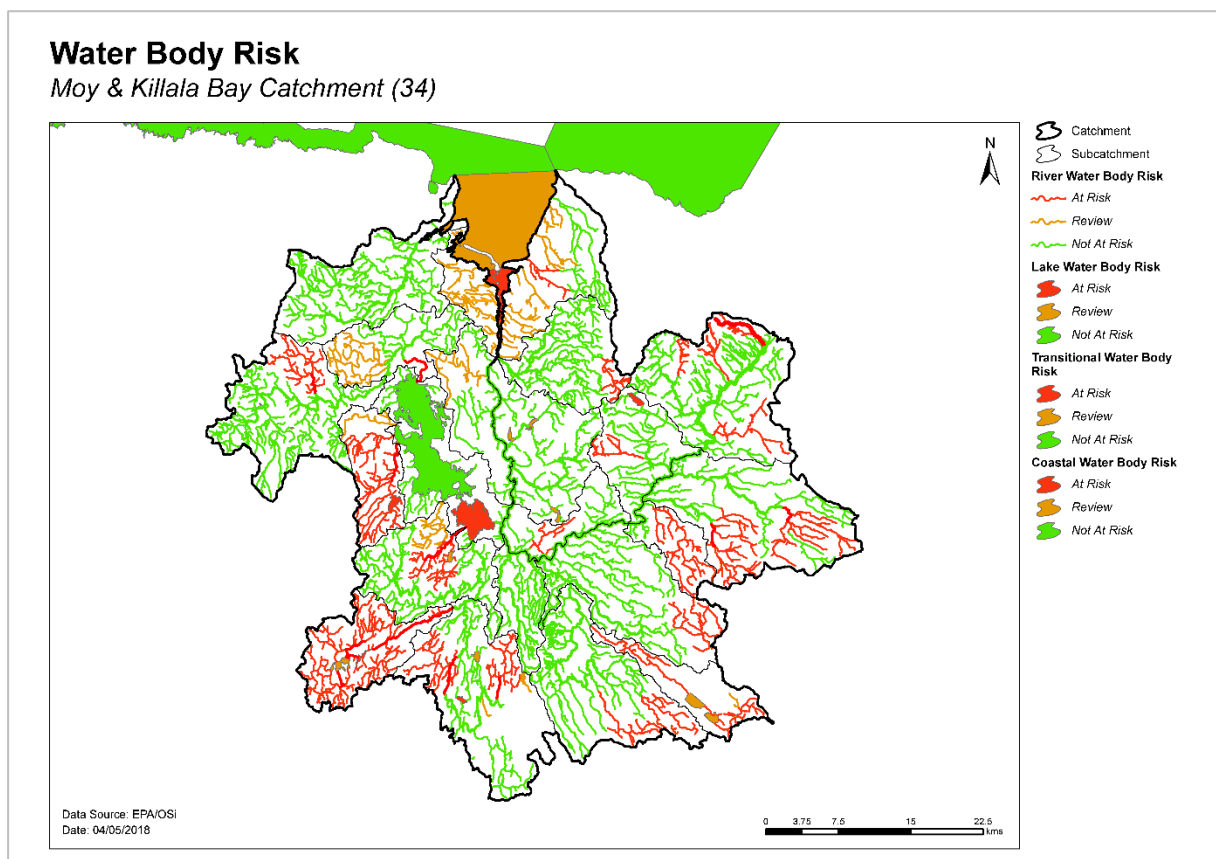 Water Body Risk
Moy & Killala Bay Catchment (34)
N
Catchment
Subcatchment
River Water Body Risk
At Risk
Review
Not At Risk
Lake Water Body Risk
At Risk
Review
Not At Risk
Transitional Water Body
Risk
At Risk
Review
Not At Risk
Coastal Water Body Risk
At Risk
Review
Not At Risk
Data Source: EPA/OSi
Date: 04/05/2018
0 3.75 7.5 15 22.5
kms